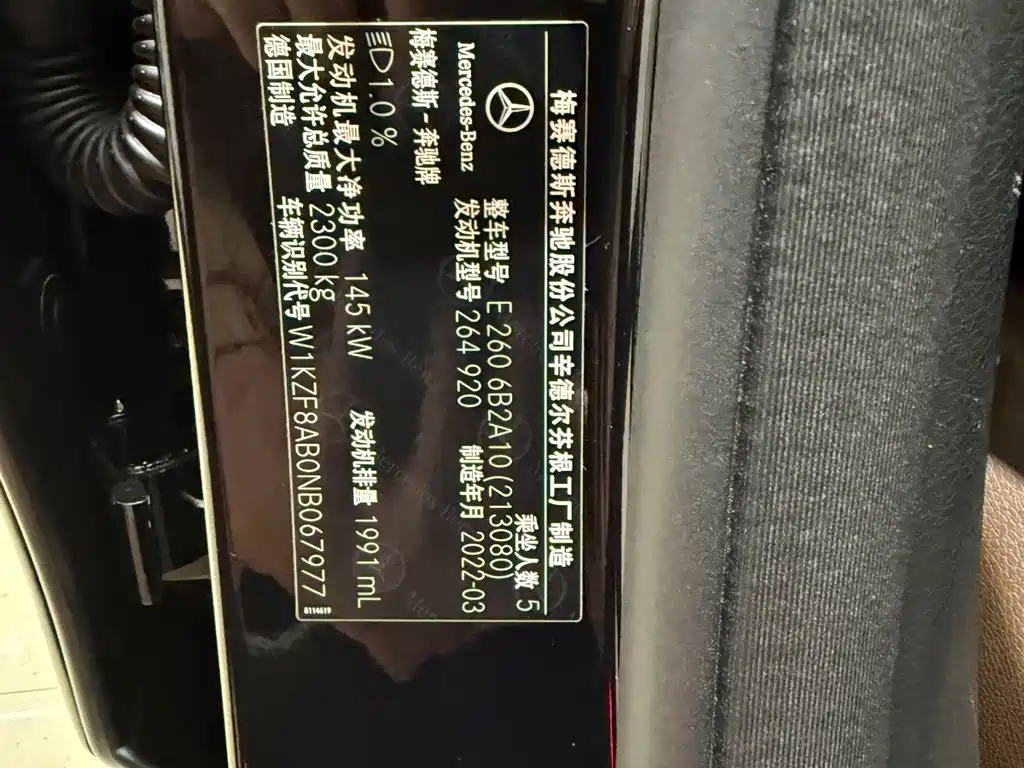 梅赛德斯奔驰股份公司辛德尔芬根工厂制造
乘坐人数 5
整车型号 E 260 6B2A10 (213080)
Mercedes-Benz
发动机型号 264 920 制造年月 2022-03
梅赛德斯-奔驰牌
1.0 %
发动机最大净功率 145 kW 发动机排量 1991 mL
最大允许总质量 2300 kg
德国制造 车辆识别代号 W1KZF8AB0NB067977
8114619